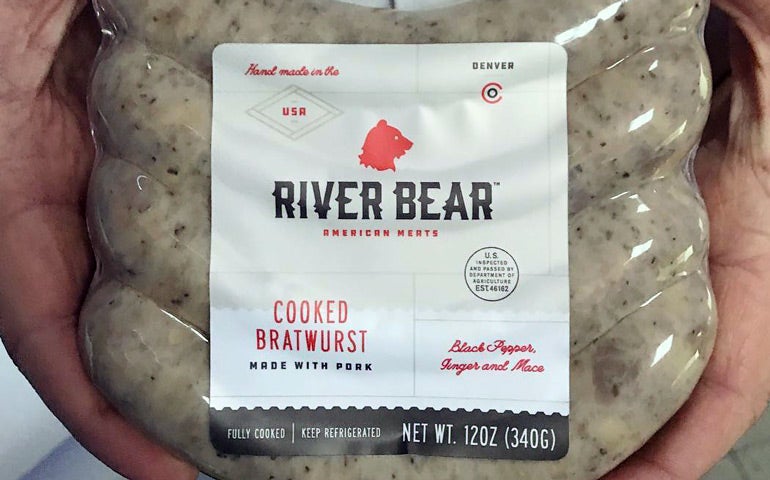 Hand made in the
USA
DENVER
RIVER BEAR™
AMERICAN MEATS
U.S.
INSPECTED
AND PASSED BY
DEPARTMENT OF
AGRICULTURE
EST. 46162
COOKED
BRATWURST
MADE WITH PORK
Black Pepper,
Ginger and Mace
FULLY COOKED | KEEP REFRIGERATED
NET WT. 12OZ (340G)